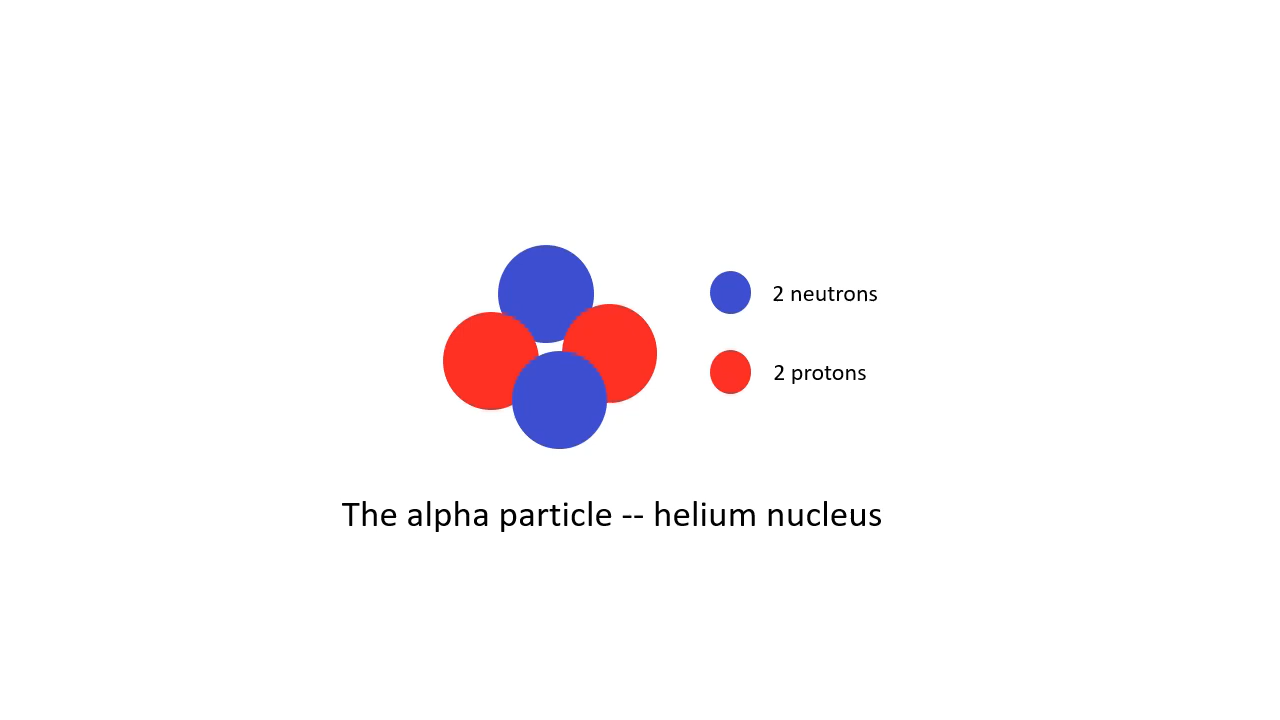 2 neutrons
2 protons
The alpha particle -- helium nucleus